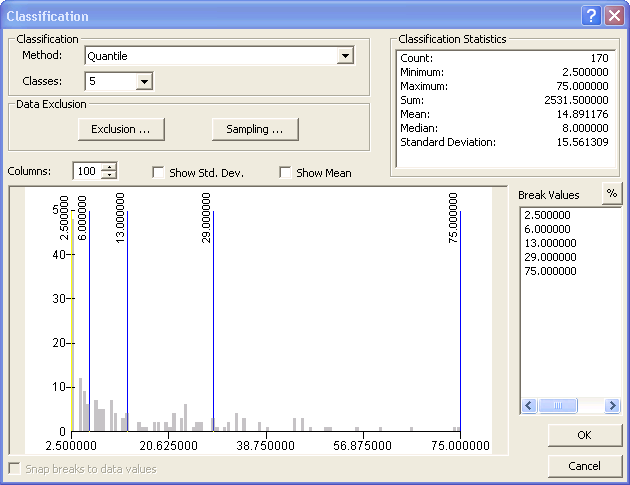 Classification
Classification
Method: Quantile
Classes: 5
Data Exclusion
Exclusion ...
Sampling ...
Classification Statistics
Count: 170
Minimum: 2.500000
Maximum: 75.000000
Sum: 2531.500000
Mean: 14.891176
Median: 8.000000
Standard Deviation: 15.561309
Columns: 100 Show Std. Dev. Show Mean
Break Values %
2.500000
6.000000
13.000000
29.000000
75.000000
2.500000
6.000000
13.000000
29.000000
75.000000
50
40
30
20
10
0
2.500000 20.625000 38.750000 56.875000 75.000000
Snap breaks to data values
OK
Cancel